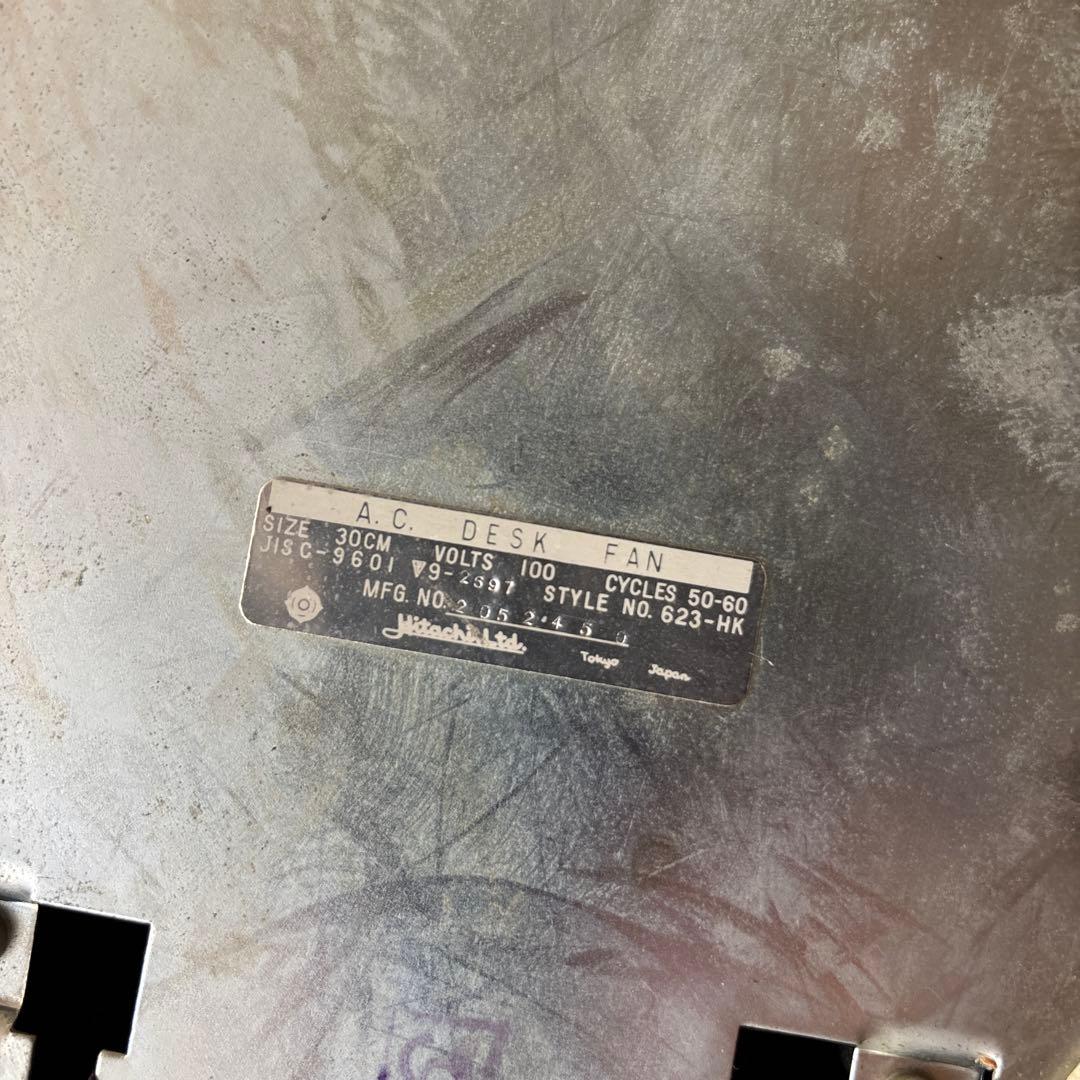 A.C. DESK FAN
SIZE 30CM VOLTS 100 CYCLES 50-60
JIS C-9601 ▽9-2697 STYLE NO. 623-HK
MFG. NO. 2052450
Hitachi, Ltd.
Tokyo Japan